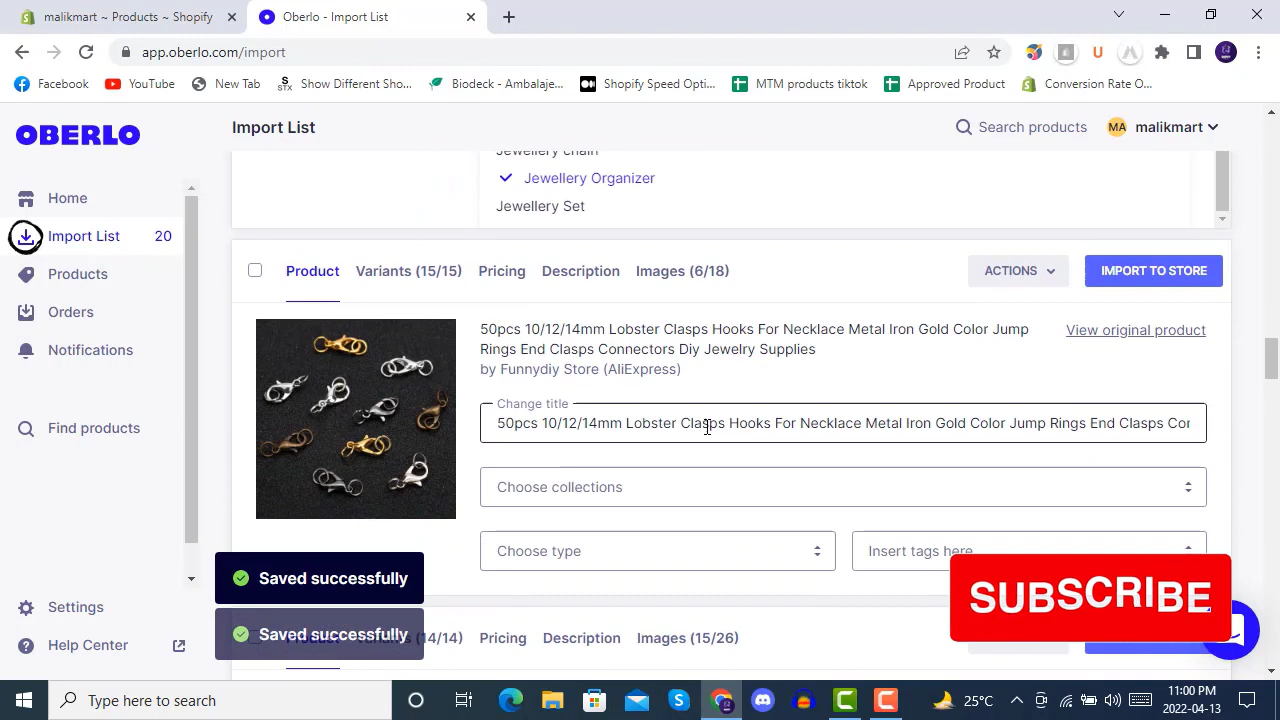 malikmart ~ Products ~ Shopify
Oberlo - Import List
app.oberlo.com/import
Facebook
YouTube
New Tab
STX
Show Different Sho...
Biodeck - Ambalaje...
Shopify Speed Opti...
MTM products tiktok
Approved Product
Conversion Rate O...
OBERLO
Import List
Search products
MA
malikmart
Home
Import List 20
Products
Orders
Notifications
Find products
Settings
Help Center
Jewellery chain
Jewellery Organizer
Jewellery Set
Product
Variants (15/15)
Pricing
Description
Images (6/18)
ACTIONS
IMPORT TO STORE
50pcs 10/12/14mm Lobster Clasps Hooks For Necklace Metal Iron Gold Color Jump
Rings End Clasps Connectors Diy Jewelry Supplies
by Funnydiy Store (AliExpress)
View original product
Change title
50pcs 10/12/14mm Lobster Clasps Hooks For Necklace Metal Iron Gold Color Jump Rings End Clasps Cor
Choose collections
Choose type
Insert tags here
Saved successfully
Saved successfully
SUBSCRIBE
Product
Variants (14/14)
Pricing
Description
Images (15/26)
Type here to search
25°C
11:00 PM
2022-04-13